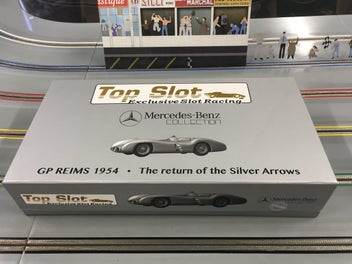 MARCHAL
Top Slot
Exclusive Slot Racing
Mercedes-Benz
COLLECTION
GP REIMS 1954 • The return of the Silver Arrows
Top Slot
Exclusive Slot Racing
Mercedes-Benz